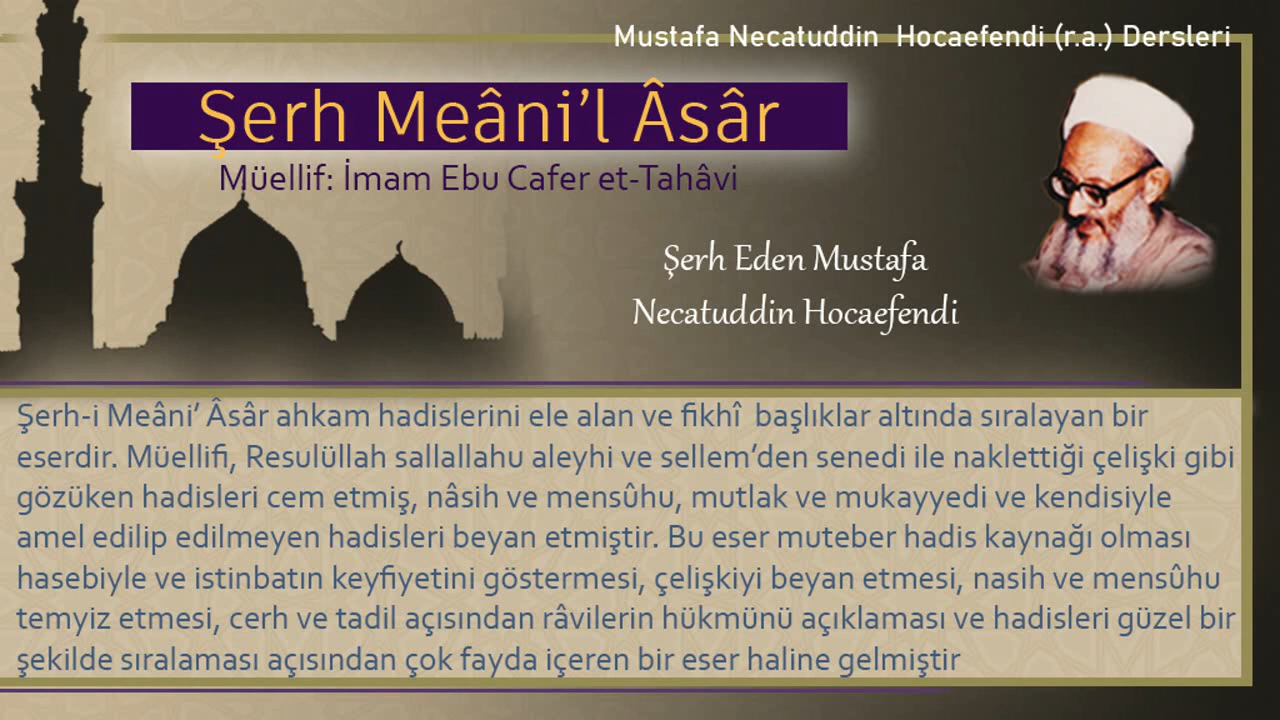 Mustafa Necatuddin Hocaefendi (r.a.) Dersleri
Şerh Meâni’l Âsâr
Müellif: İmam Ebu Cafer et-Tahâvi
Şerh Eden Mustafa
Necatuddin Hocaefendi
Şerh-i Meâni’ Âsâr ahkam hadislerini ele alan ve fikhî başlıklar altında sıralayan bir
eserdir. Müellifi, Resulüllah sallallahu aleyhi ve sellem’den senedi ile naklettiği çelişki gibi
gözüken hadisleri cem etmiş, nâsih ve mensûhu, mutlak ve mukayyedi ve kendisiyle
amel edilip edilmeyen hadisleri beyan etmiştir. Bu eser muteber hadis kaynağı olması
hasebiyle ve istinbatın keyfiyetini göstermesi, çelişkiyi beyan etmesi, nasih ve mensûhu
temyiz etmesi, cerh ve tadil açısından râvilerin hükmünü açıklaması ve hadisleri güzel bir
şekilde sıralaması açısından çok fayda içeren bir eser haline gelmiştir